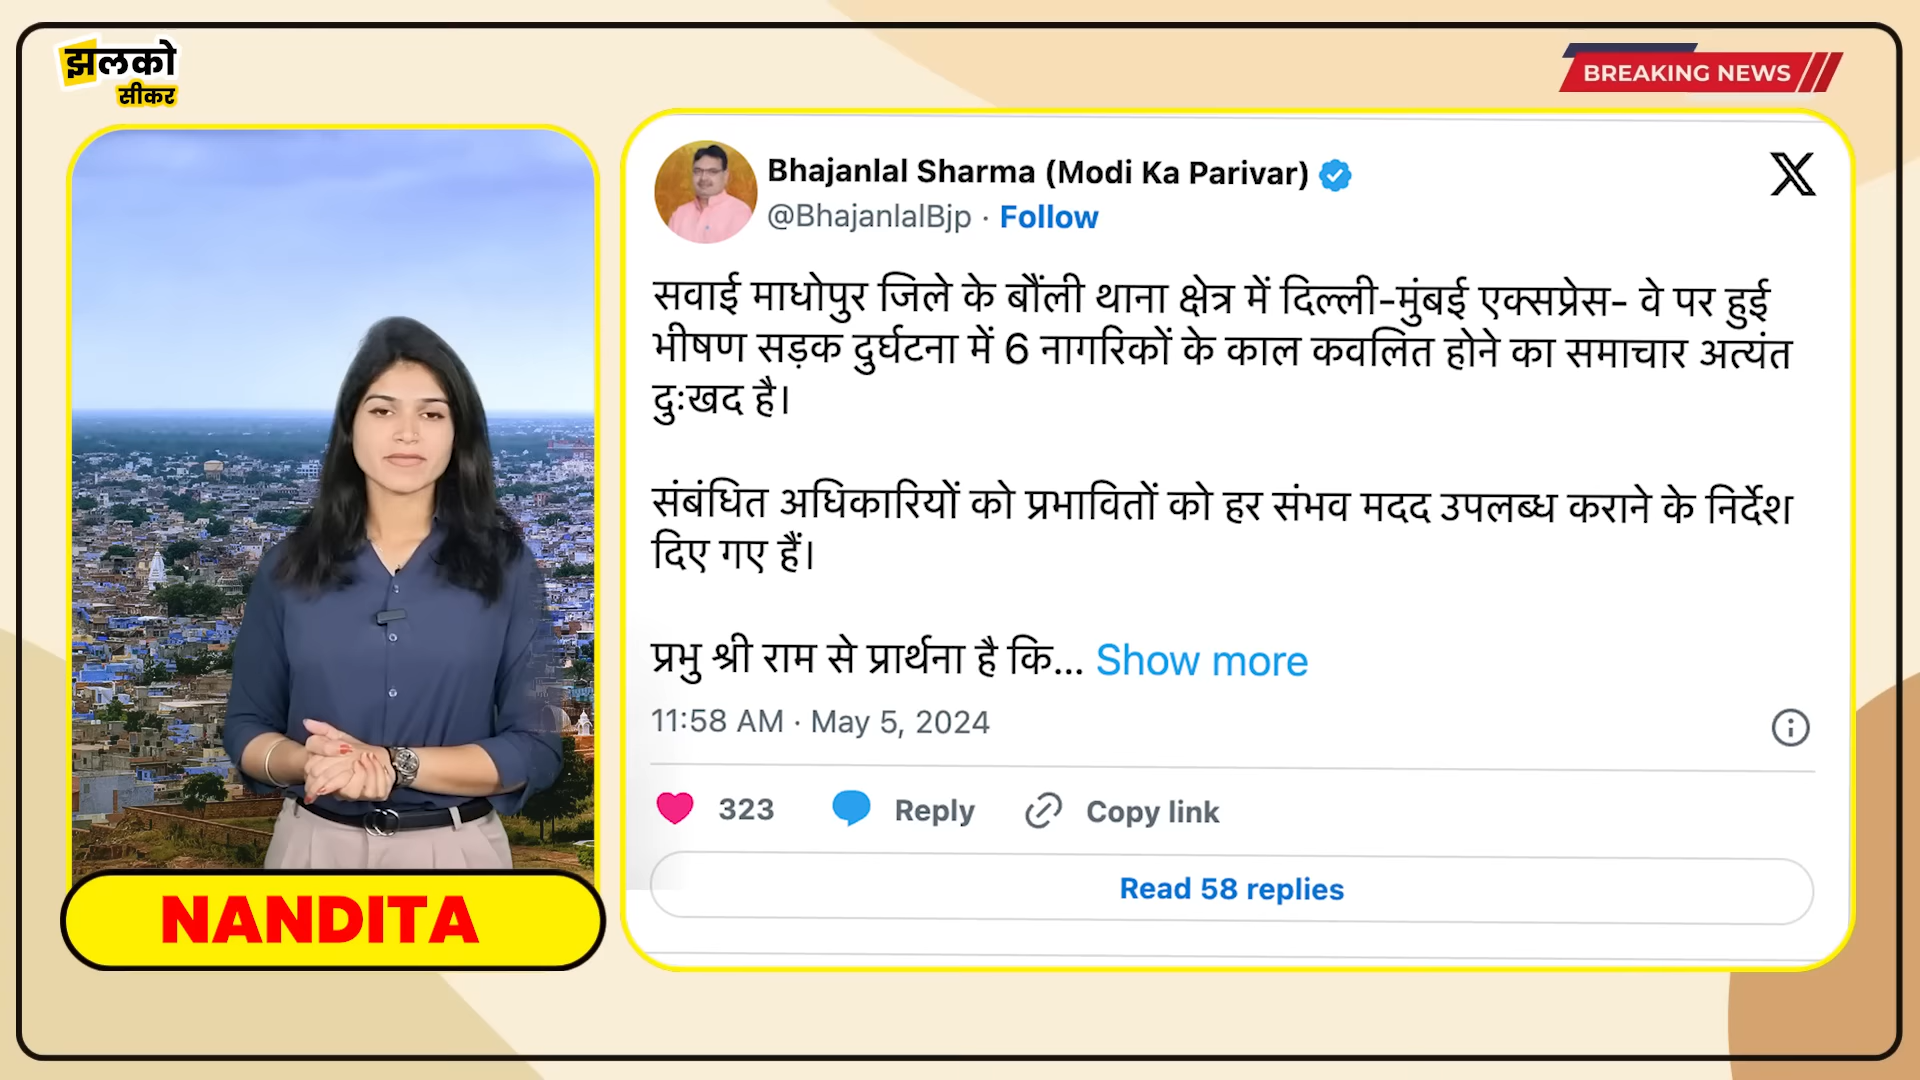 झलको
सीकर
BREAKING NEWS
Bhajanlal Sharma (Modi Ka Parivar)
@BhajanlalBjp · Follow
सवाई माधोपुर जिले के बौंली थाना क्षेत्र में दिल्ली-मुंबई एक्सप्रेस- वे पर हुई
भीषण सड़क दुर्घटना में 6 नागरिकों के काल कवलित होने का समाचार अत्यंत
दुःखद है।
संबंधित अधिकारियों को प्रभावितों को हर संभव मदद उपलब्ध कराने के निर्देश
दिए गए हैं।
प्रभु श्री राम से प्रार्थना है कि... Show more
11:58 AM · May 5, 2024
323 Reply Copy link
Read 58 replies
NANDITA